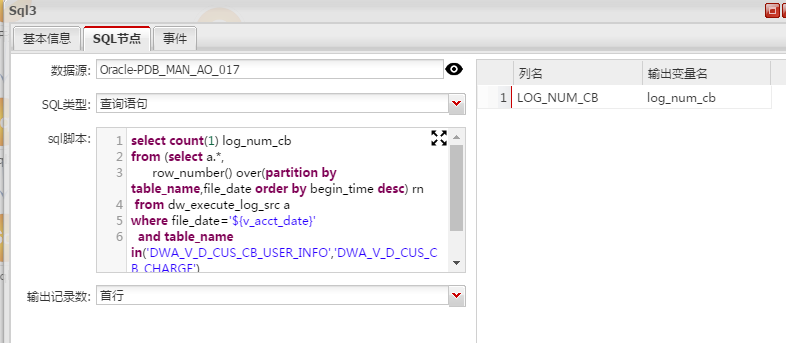 Sql3
基本信息 SQL节点 事件
数据源: Oracle-PDB_MAN_AO_017
SQL类型: 查询语句
sql脚本:
1 select count(1) log_num_cb
2 from (select a.*,
3 row_number() over(partition by
table_name,file_date order by begin_time desc) rn
4 from dw_execute_log_src a
5 where file_date='${v_acct_date}'
6 and table_name
in('DWA_V_D_CUS_CB_USER_INFO','DWA_V_D_CUS_C
B_CHARGE')
输出记录数: 首行
列名 输出变量名
1 LOG_NUM_CB log_num_cb